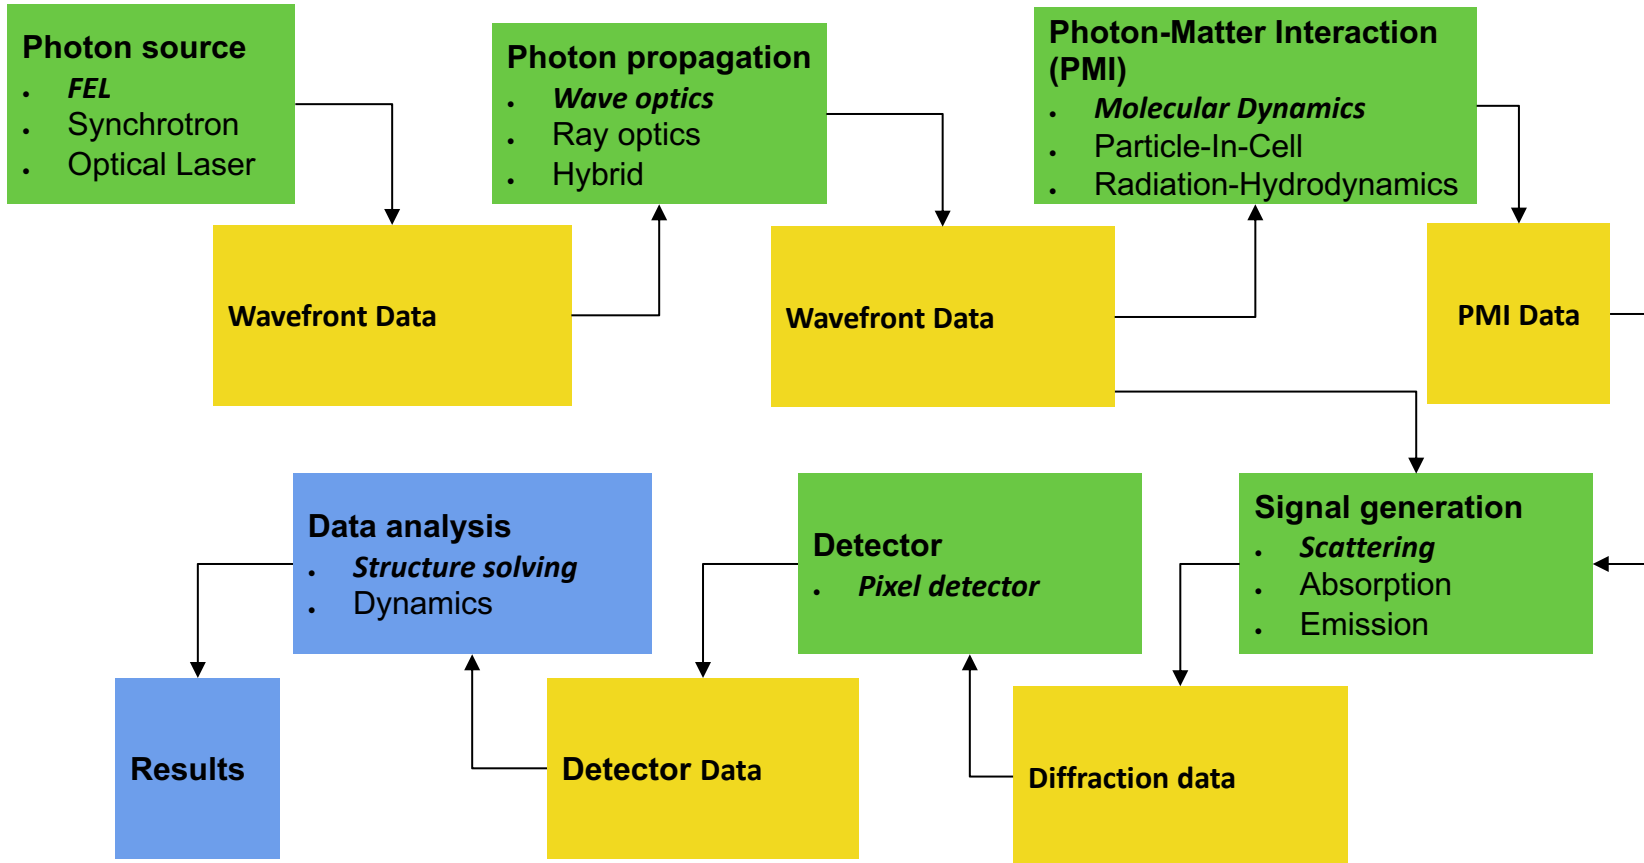 Photon source
• FEL
• Synchrotron
• Optical Laser
Photon propagation
• Wave optics
• Ray optics
• Hybrid
Photon-Matter Interaction
(PMI)
• Molecular Dynamics
• Particle-In-Cell
• Radiation-Hydrodynamics
Wavefront Data
Wavefront Data
PMI Data
Data analysis
• Structure solving
• Dynamics
Detector
• Pixel detector
Signal generation
• Scattering
• Absorption
• Emission
Results
Detector Data
Diffraction data